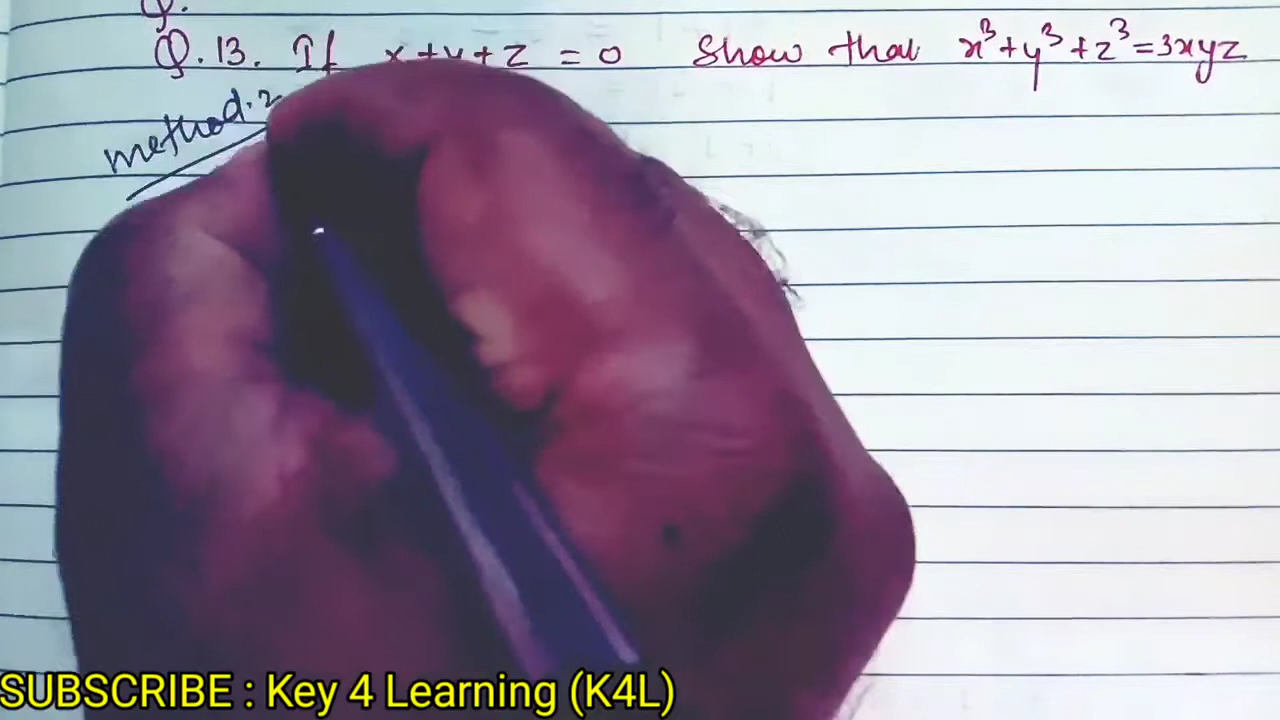 Q.
Q.13. If x+y+z = 0 Show that x³+y³+z³=3xyz
method.2
SUBSCRIBE : Key 4 Learning (K4L)